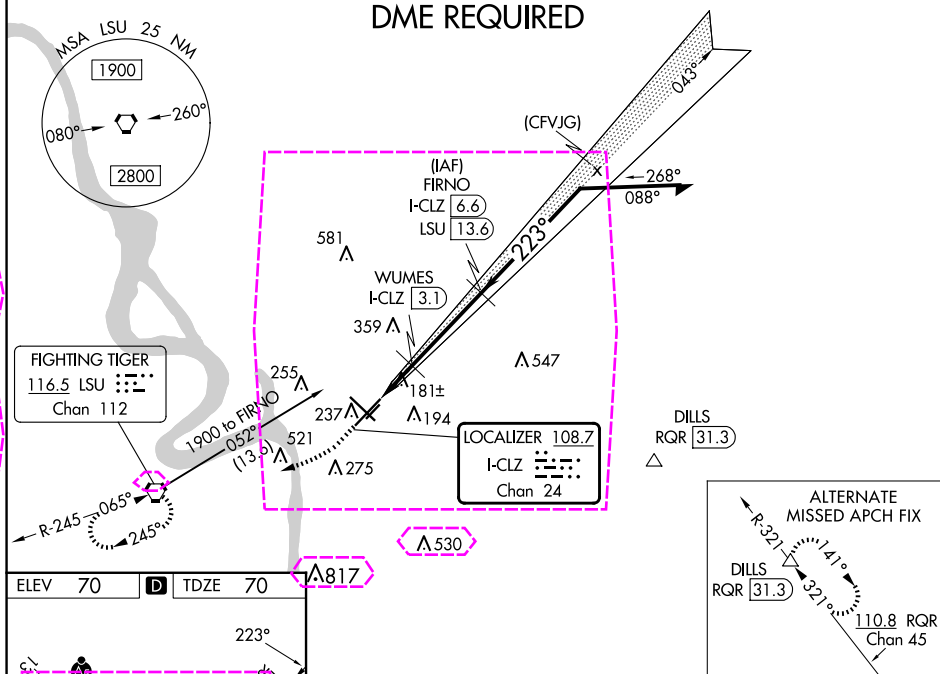 DME REQUIRED
MSA LSU 25 NM
1900
080°
260°
2800
043°
(CFVJG)
(IAF)
FIRNO
I-CLZ 6.6
LSU 13.6
268°
088°
223°
581
WUMES
I-CLZ 3.1
359
547
FIGHTING TIGER
116.5 LSU
Chan 112
255
181±
237
194
1900 to FIRNO
052°
(13.6)
521
275
LOCALIZER 108.7
I-CLZ
Chan 24
DILLS
RQR 31.3
R-245
065°
245°
530
817
ELEV 70 D TDZE 70
223°
ALTERNATE
MISSED APCH FIX
R-321
141°
DILLS
RQR 31.3
321°
110.8 RQR
Chan 45